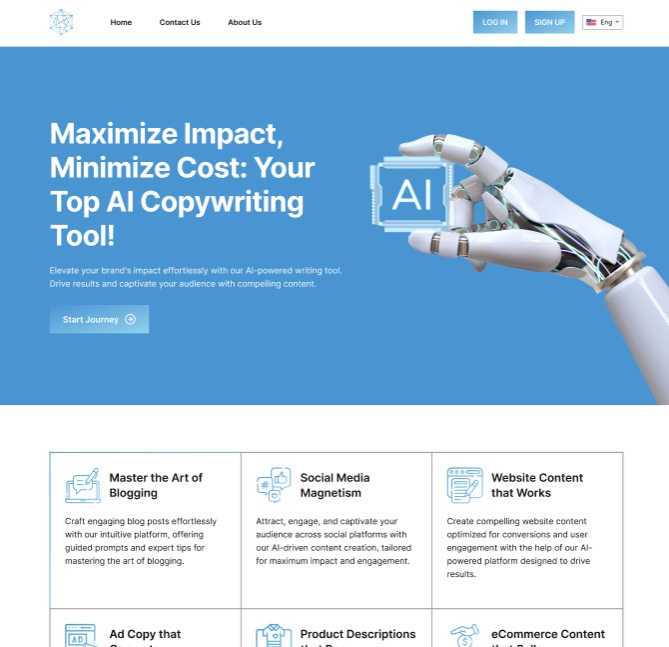 Home
Contact Us
About Us
LOG IN
SIGN UP
Eng
Maximize Impact,
Minimize Cost: Your
Top AI Copywriting
Tool!
AI
Elevate your brand's impact effortlessly with our AI-powered writing tool.
Drive results and captivate your audience with compelling content.
Start Journey
Master the Art of
Blogging
Craft engaging blog posts effortlessly
with our intuitive platform, offering
guided prompts and expert tips for
mastering the art of blogging.
Social Media
Magnetism
#
Attract, engage, and captivate your
audience across social platforms with
our AI-driven content creation, tailored
for maximum impact and engagement.
Website Content
that Works
Create compelling website content
optimized for conversions and user
engagement with the help of our AI-
powered platform designed to drive
results.
AD
Ad Copy that
Product Descriptions
$
eCommerce Content